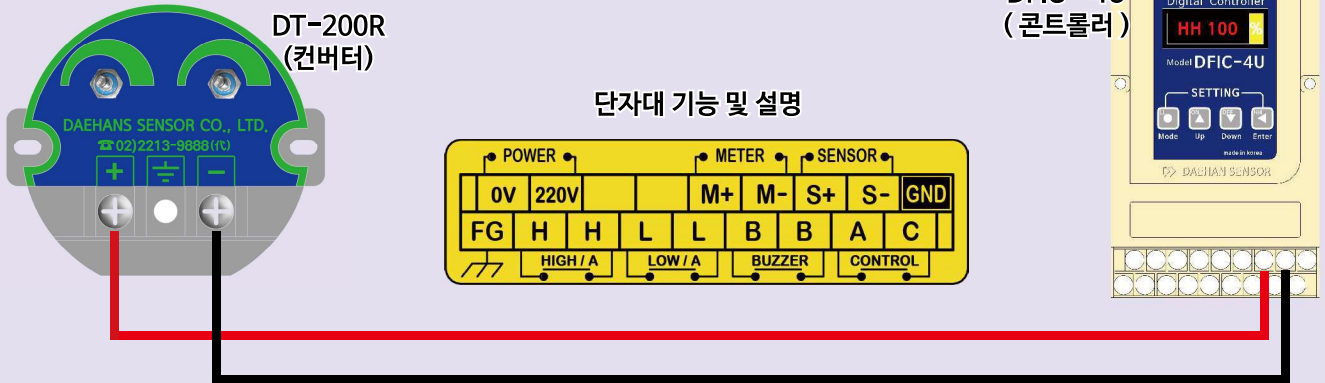 DT-200R
(컨버터)
DAEHANS SENSOR CO., LTD.
☎02)2213-9888(代)
+ -
단자대 기능 및 설명
POWER METER SENSOR
0V 220V M+ M- S+ S- GND
FG H H L L B B A C
HIGH / A LOW / A BUZZER CONTROL
(콘트롤러)
Digital Controller
HH 100 %
Model DFIC-4U
SETTING
Mode Up Down Enter
made in korea
DAEHAN SENSOR